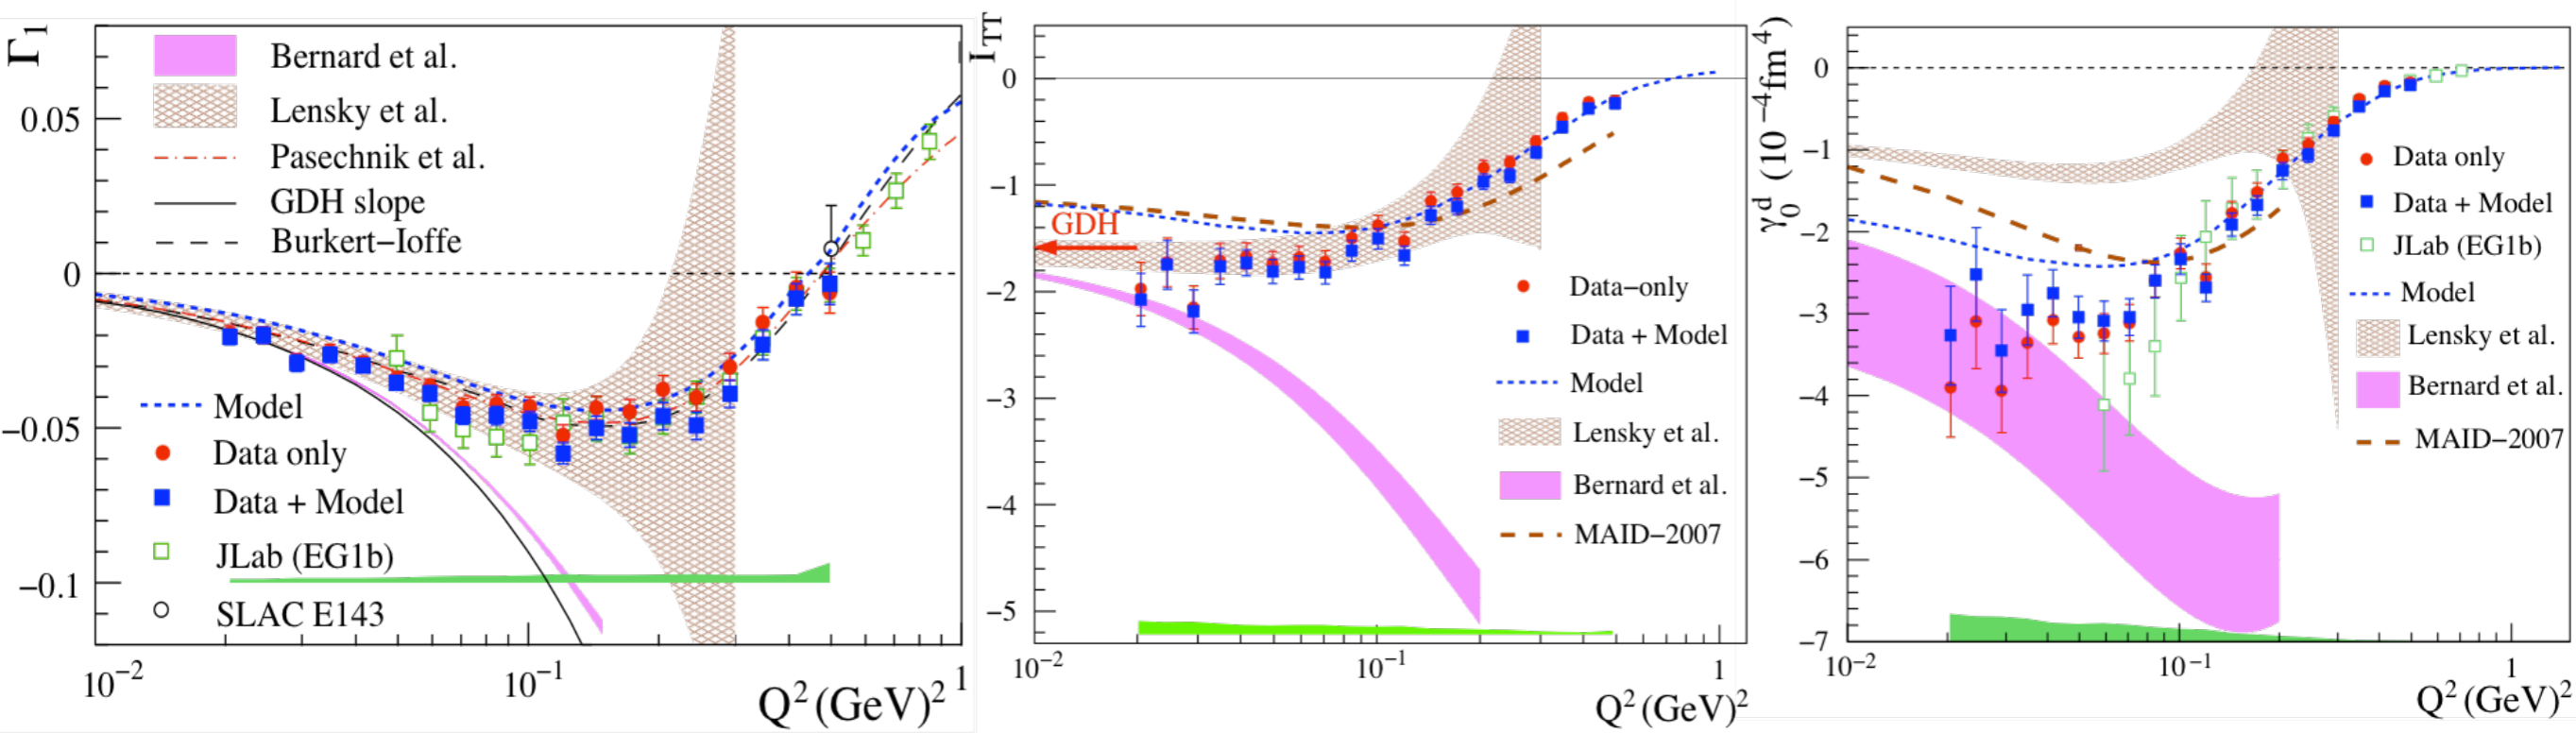 Γ1
Bernard et al.
Lensky et al.
Pasechnik et al.
GDH slope
Burkert−Ioffe
0.05
0
−0.05
−0.1
Model
Data only
Data + Model
JLab (EG1b)
SLAC E143
10−2
10−1
1
Q2 (GeV)2
ITT
0
−1
−2
−3
−4
−5
GDH
Data−only
Data + Model
Model
Lensky et al.
Bernard et al.
MAID−2007
10−2
10−1
1
Q2 (GeV)2
γ0d (10−4fm4)
0
−1
−2
−3
−4
−5
−6
−7
Data only
Data + Model
JLab (EG1b)
Model
Lensky et al.
Bernard et al.
MAID−2007
10−2
10−1
1
Q2 (GeV)2